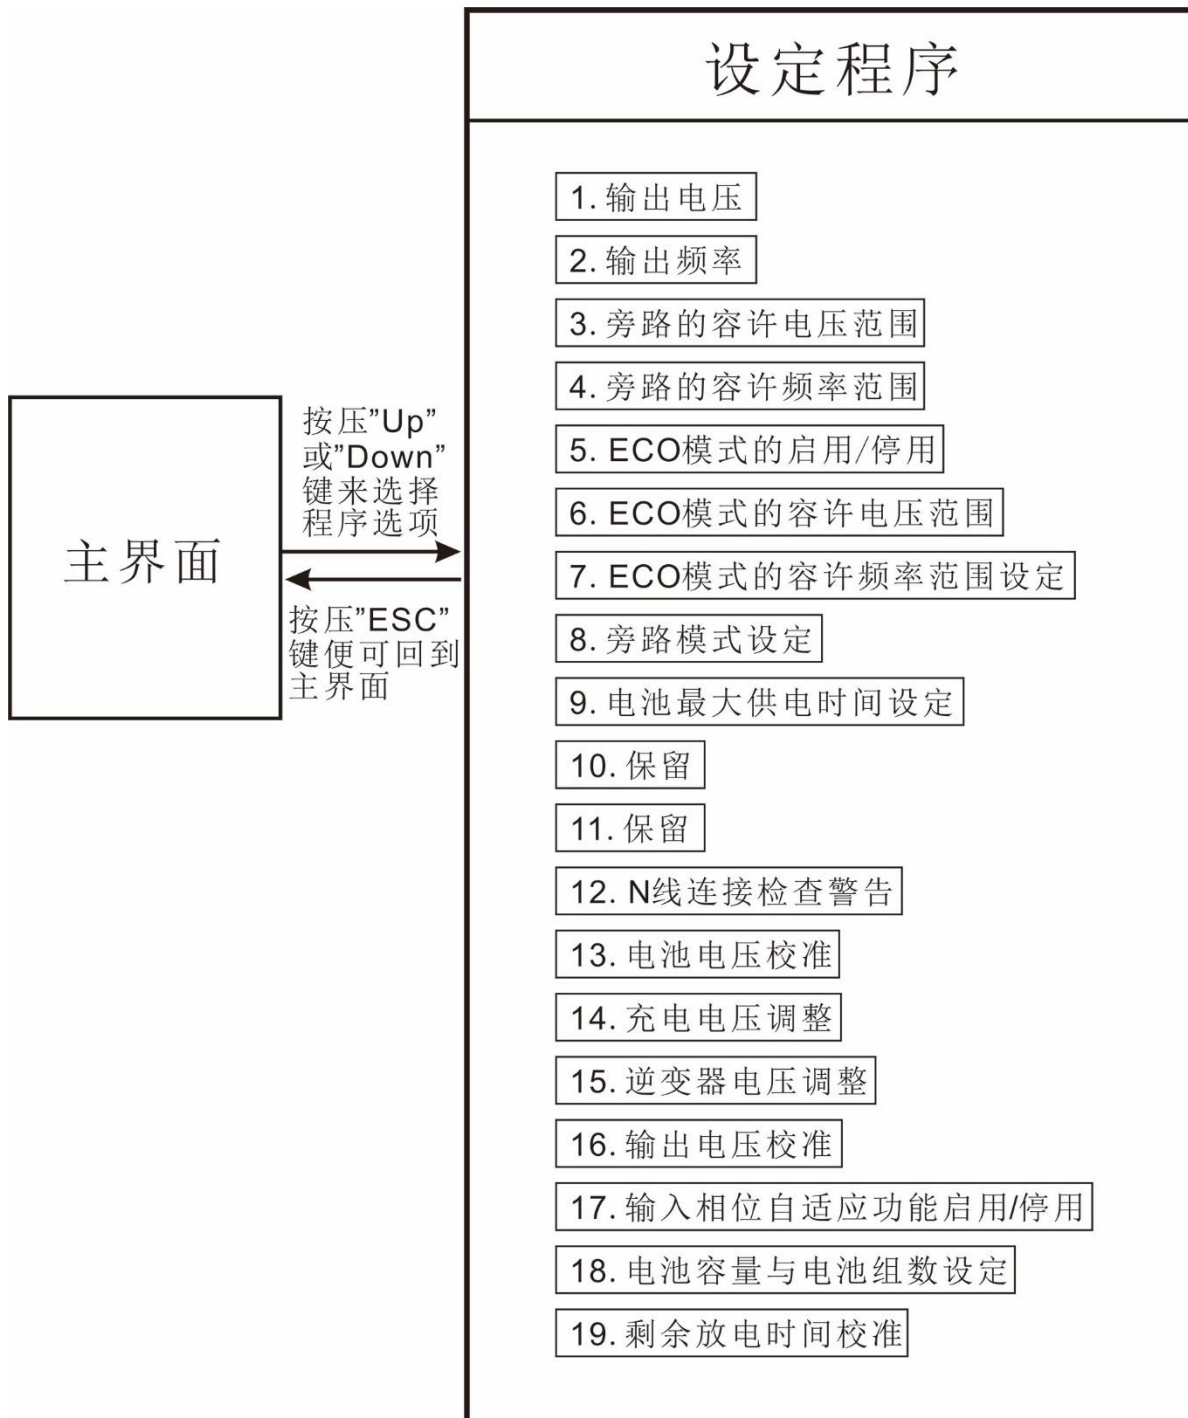 设定程序
1. 输出电压
2. 输出频率
3. 旁路的容许电压范围
4. 旁路的容许频率范围
5. ECO模式的启用/停用
6. ECO模式的容许电压范围
7. ECO模式的容许频率范围设定
8. 旁路模式设定
9. 电池最大供电时间设定
10. 保留
11. 保留
12. N线连接检查警告
13. 电池电压校准
14. 充电电压调整
15. 逆变器电压调整
16. 输出电压校准
17. 输入相位自适应功能启用/停用
18. 电池容量与电池组数设定
19. 剩余放电时间校准
主界面
按压”Up”
或”Down”
键来选择
程序选项
按压”ESC”
键便可回到
主界面